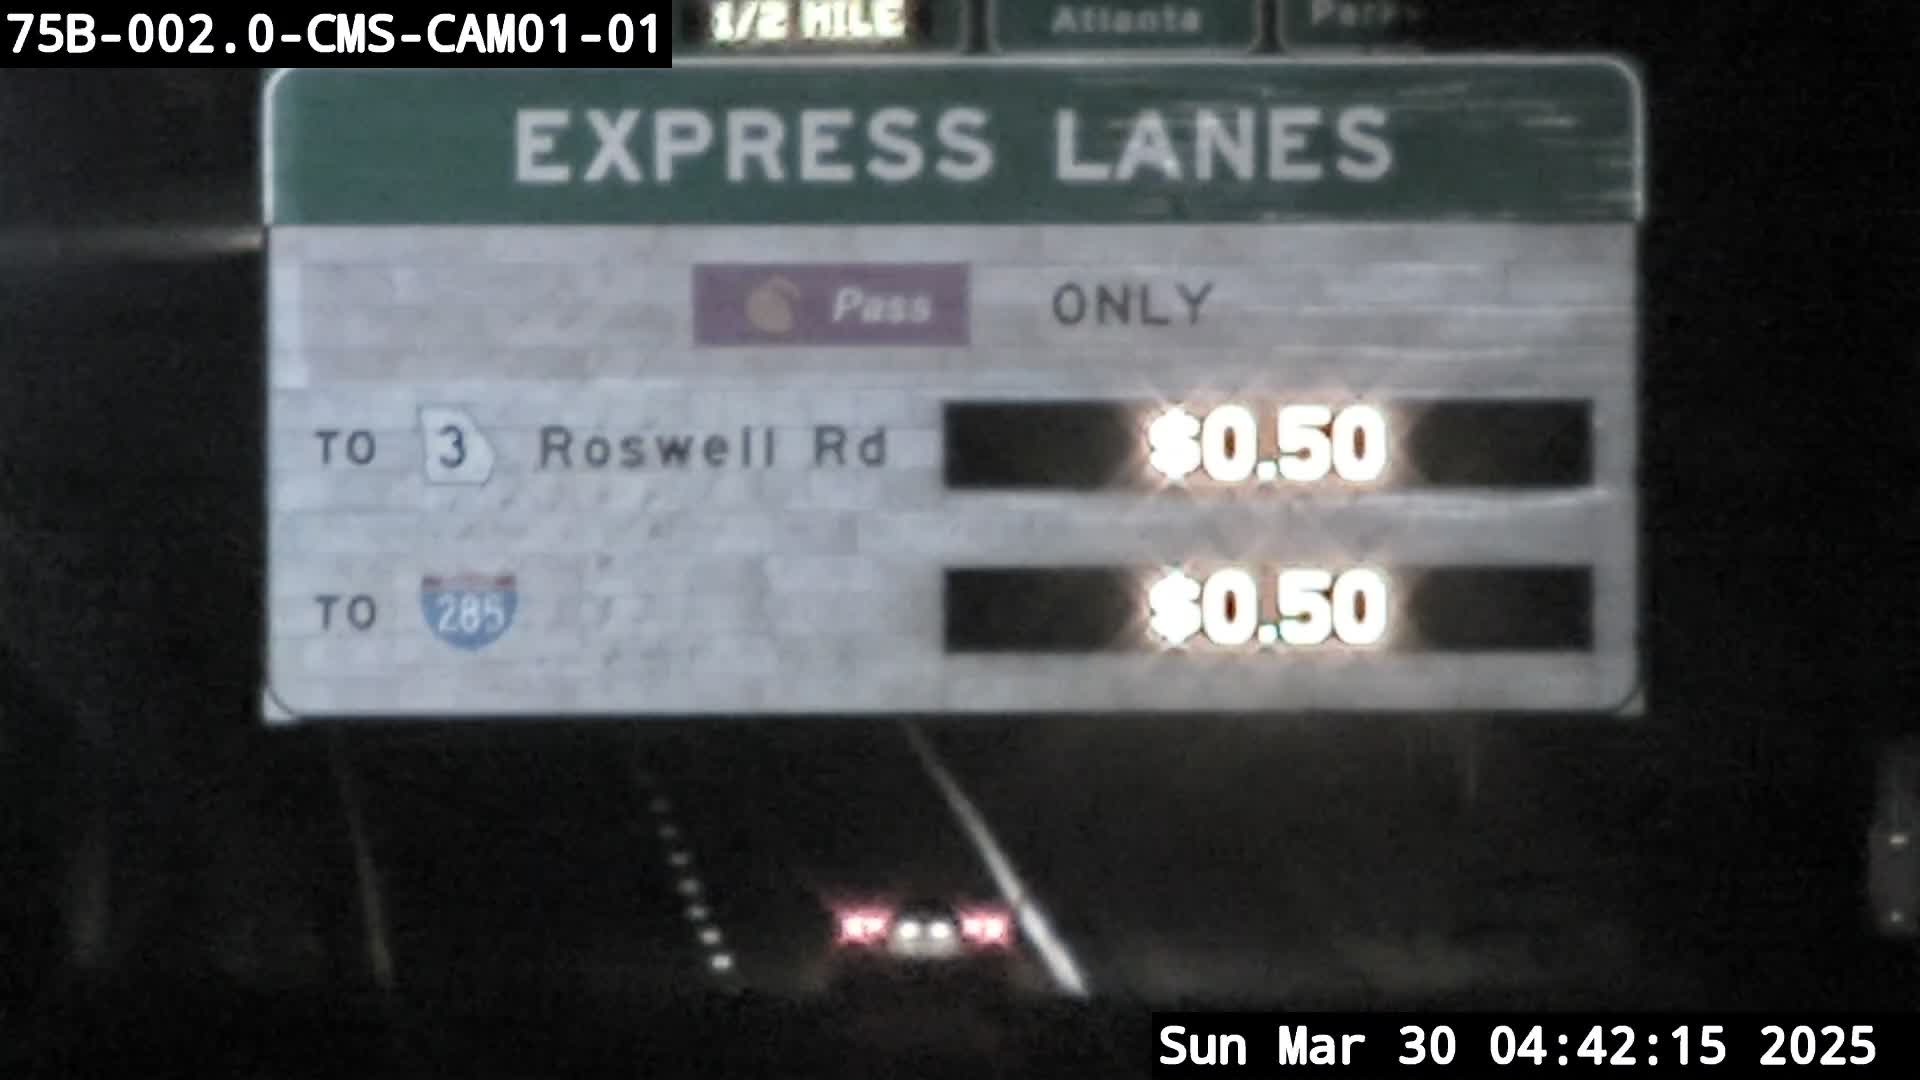 75B-002.0-CMS-CAM01-01
1/2 MILE
Atlanta
EXPRESS LANES
Pass ONLY
TO 3 Roswell Rd $0.50
TO 285 $0.50
Sun Mar 30 04:42:15 2025